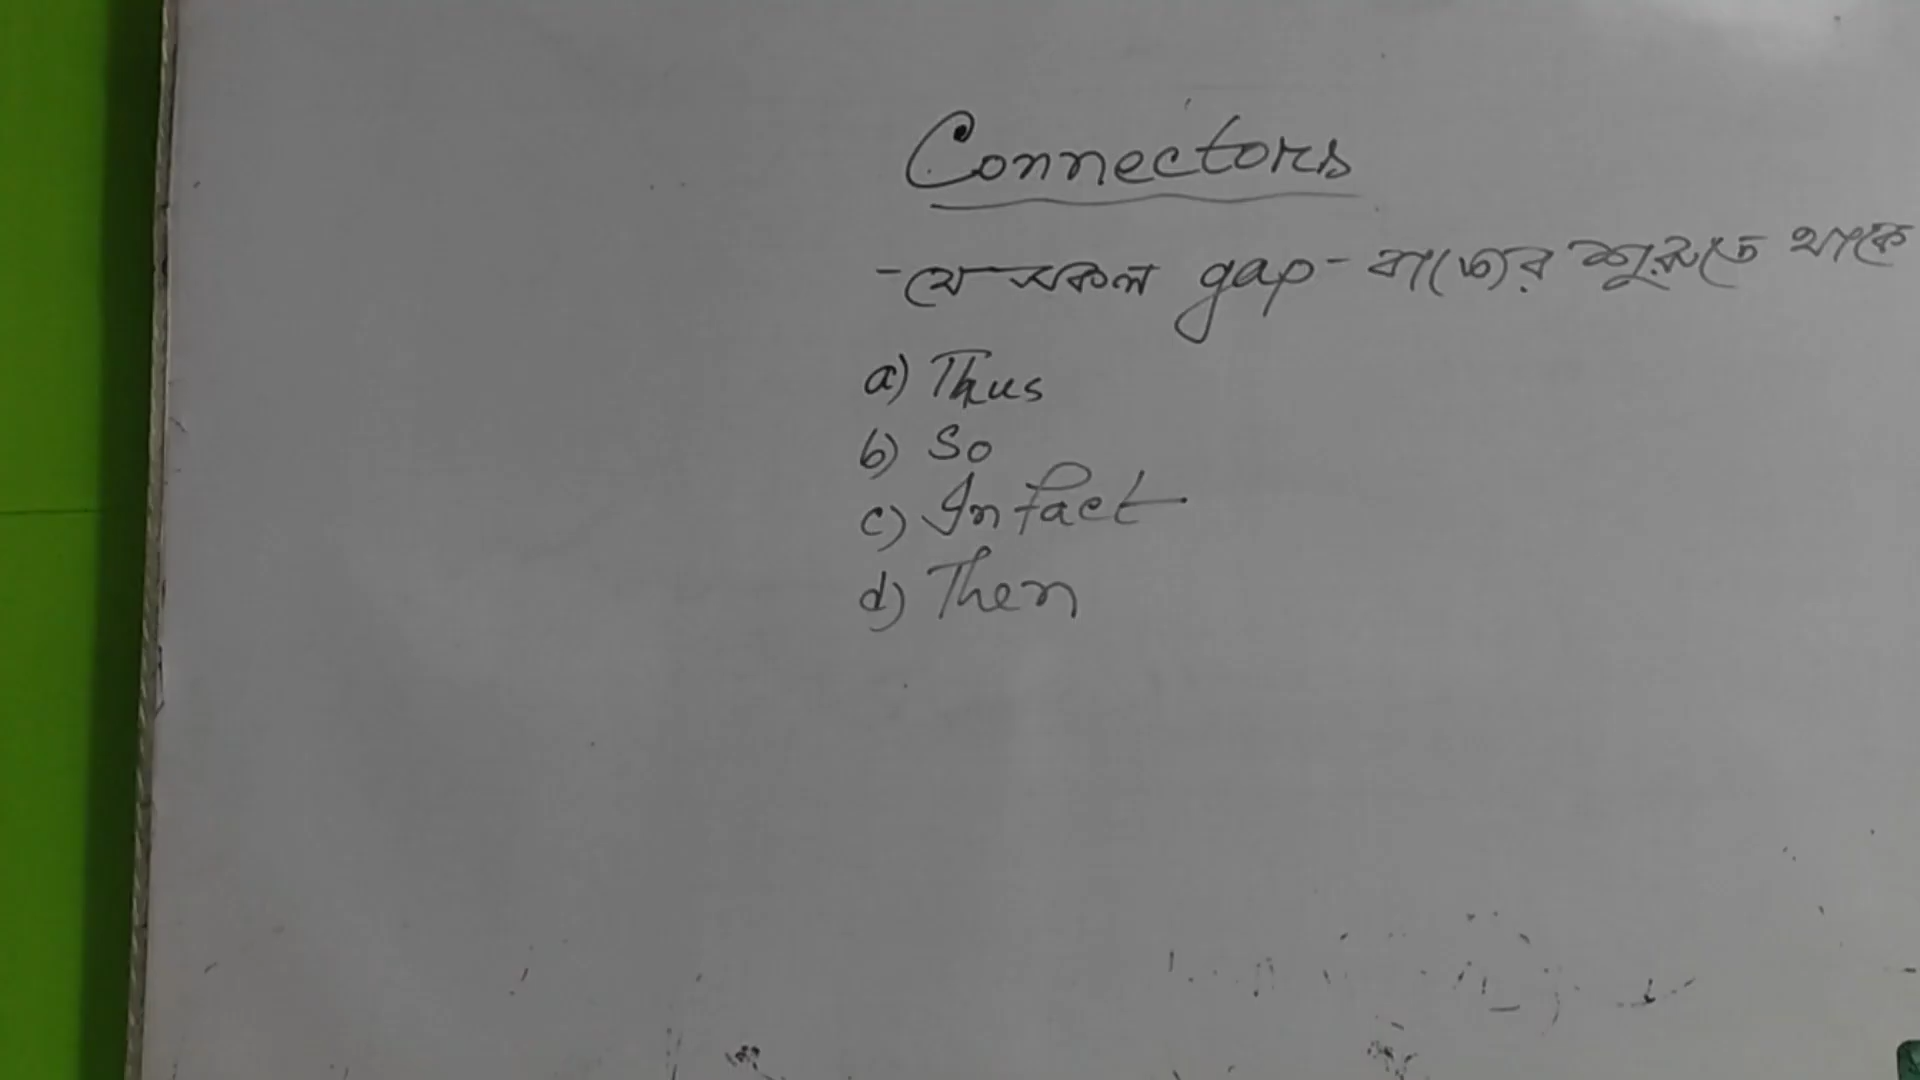 Connectors
- যে সকল gap - বাক্যের শুরুতে থাকে
a) Thus
b) So
c) In fact
d) Then